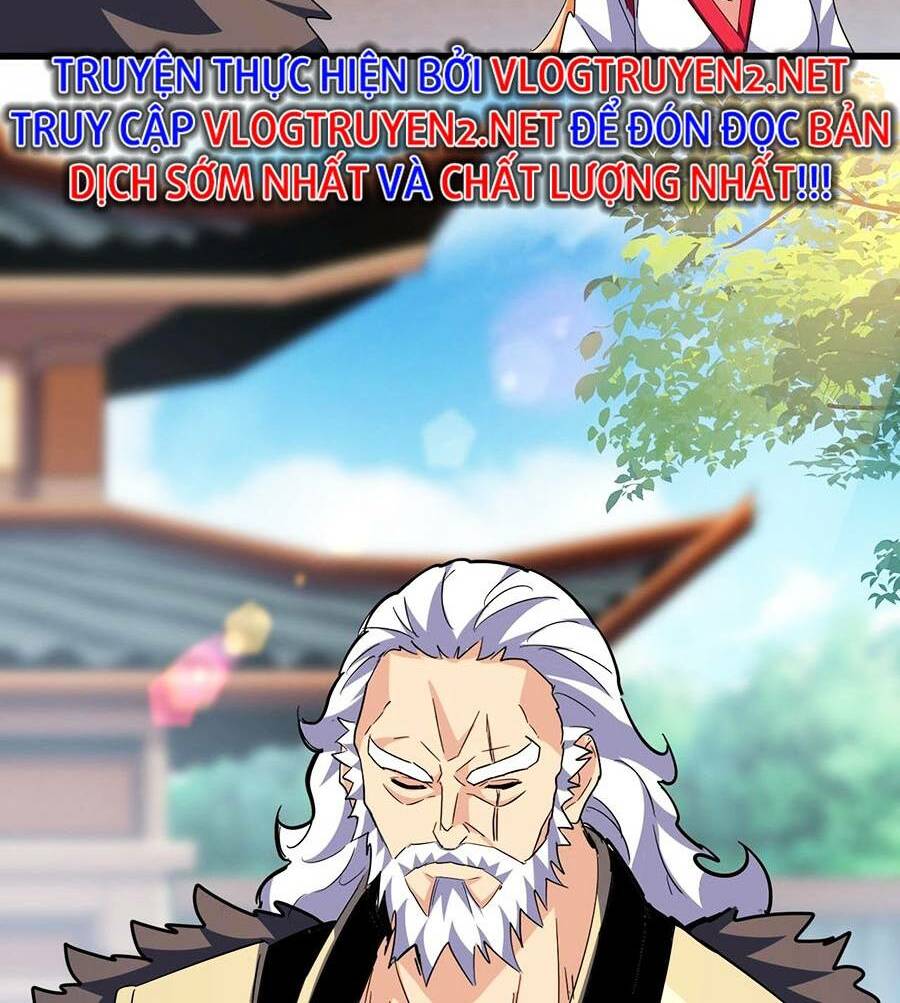 TRUYỆN THỰC HIỆN BỞI VLOGTRUYEN2.NET
TRUY CẬP VLOGTRUYEN2.NET ĐỂ ĐÓN ĐỌC BẢN
DỊCH SỚM NHẤT VÀ CHẤT LƯỢNG NHẤT!!!